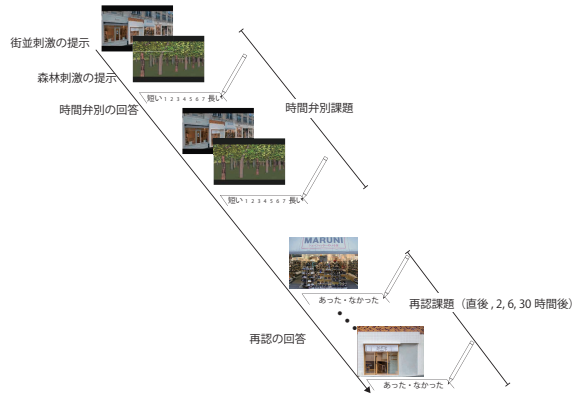 街並刺激の提示
森林刺激の提示
時間弁別の回答
短い 1 2 3 4 5 6 7 長い
時間弁別課題
短い 1 2 3 4 5 6 7 長い
MARUNI
あった・なかった
再認課題（直後 , 2, 6, 30 時間後）
再認の回答
あった・なかった